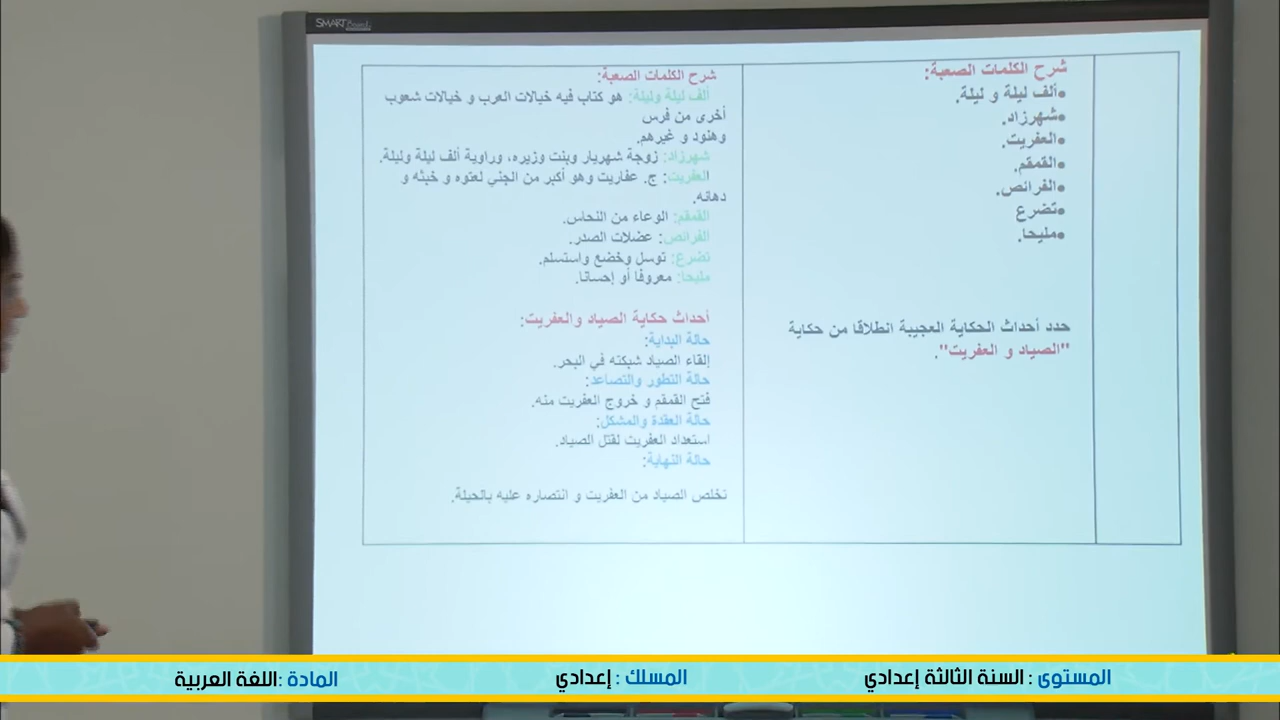 SMART
شرح الكلمات الصعبة:
•ألف ليلة و ليلة.
•شهرزاد.
•العفريت.
•القمقم.
•الفرائص.
•تضرع
•مليحا.
حدد أحداث الحكاية العجيبة انطلاقا من حكاية
"الصياد و العفريت".
شرح الكلمات الصعبة:
ألف ليلة وليلة: هو كتاب فيه خيالات العرب و خيالات شعوب
أخرى من فرس
وهنود و غيرهم.
شهرزاد: زوجة شهريار وبنت وزيره، وراوية ألف ليلة وليلة.
العفريت: ج. عفاريت وهو أكبر من الجني لعتوه و خبثه و
دهائه.
القمقم: الوعاء من النحاس.
الفرائص: عضلات الصدر.
تضرع: توسل وخضع واستسلم.
مليحا: معروفا أو إحسانا.
أحداث حكاية الصياد والعفريت:
حالة البداية:
إلقاء الصياد شبكته في البحر.
حالة التطور والتصاعد:
فتح القمقم و خروج العفريت منه.
حالة العقدة والمشكل:
استعداد العفريت لقتل الصياد.
حالة النهاية:
تخلص الصياد من العفريت و انتصاره عليه بالحيلة.
المستوى : السنة الثالثة إعدادي
المسلك : إعدادي
المادة :اللغة العربية